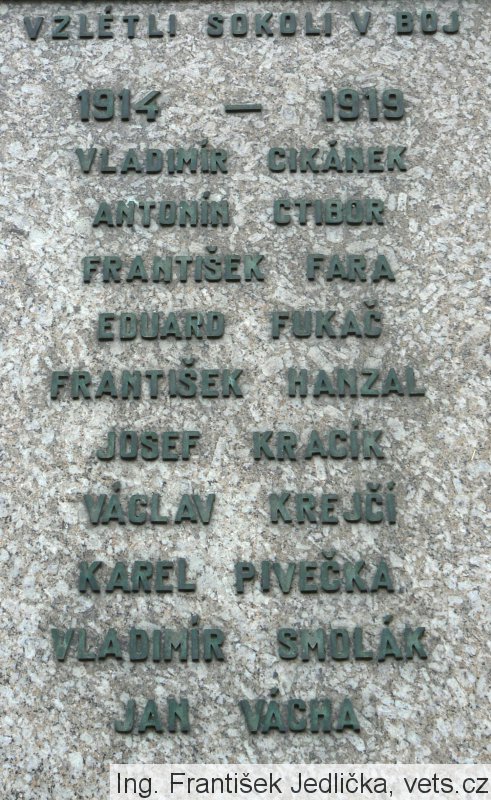 VZLÉTLI SOKOLI V BOJ
1914 — 1919
VLADIMÍR CIKÁNEK
ANTONÍN CTIBOR
FRANTIŠEK FARA
EDUARD FUKAČ
FRANTIŠEK HANZAL
JOSEF KRACÍK
VÁCLAV KREJČÍ
KAREL PIVEČKA
VLADIMÍR SMOLÁK
JAN VÁCHA
Ing. František Jedlička, vets.cz